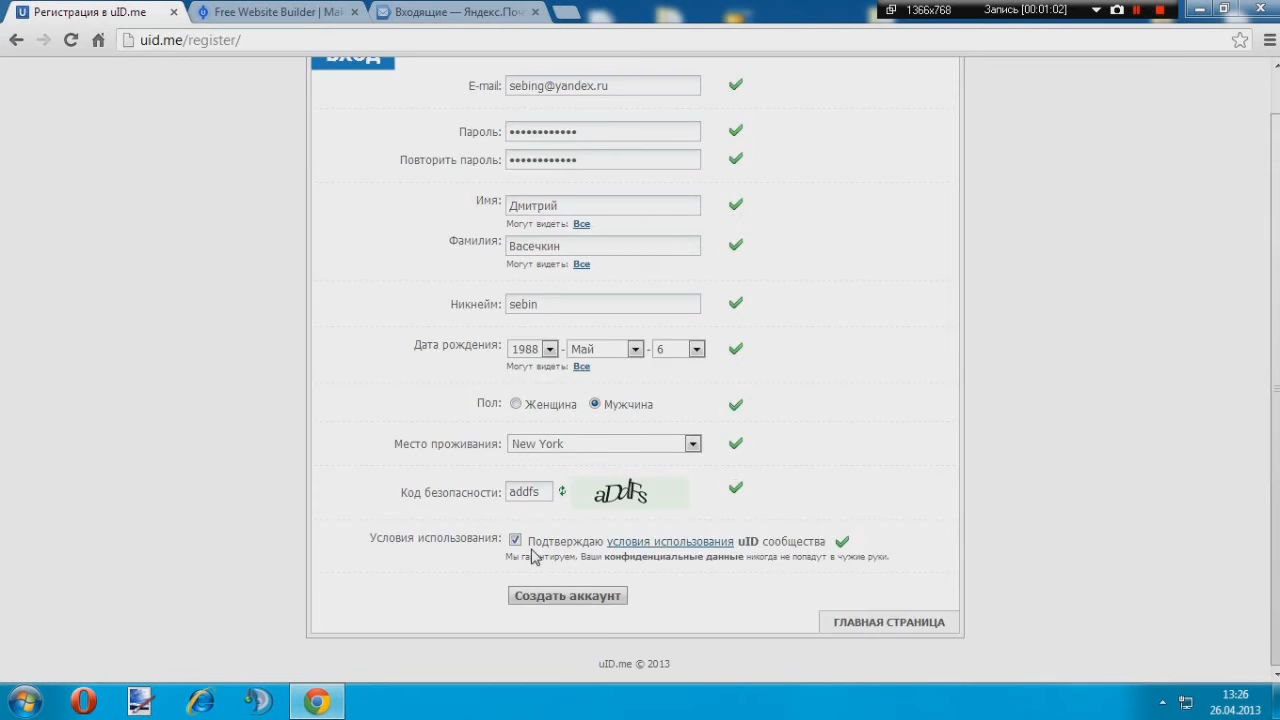 Регистрация в uID.me
Free Website Builder | Mak
Входящие — Яндекс.Поч
1366x768
Запись [00:01:02]
uid.me/register/
ВХОД
E-mail: sebing@yandex.ru
Пароль: ••••••••••••
Повторить пароль: ••••••••••••
Имя: Дмитрий
Могут видеть: Все
Фамилия: Васечкин
Могут видеть: Все
Никнейм: sebin
Дата рождения: 1988 - Май - 6
Могут видеть: Все
Пол: Женщина Мужчина
Место проживания: New York
Код безопасности: addfs aDdfs
Условия использования: Подтверждаю условия использования uID сообщества
Мы гарантируем, Ваши конфиденциальные данные никогда не попадут в чужие руки.
Создать аккаунт
ГЛАВНАЯ СТРАНИЦА
uID.me © 2013
13:26
26.04.2013